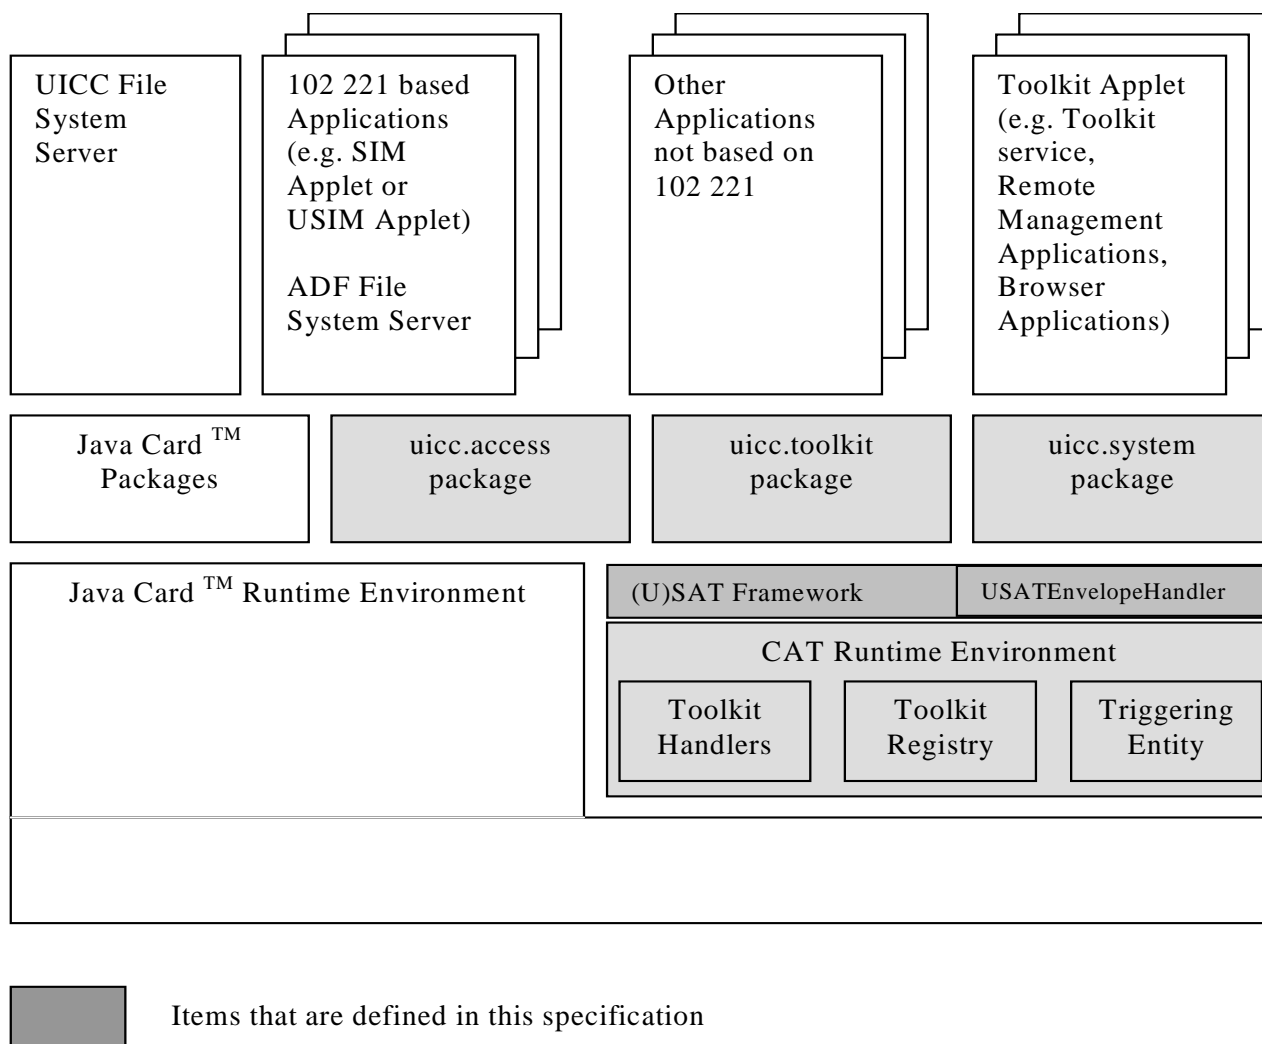 UICC File
System
Server
102 221 based
Applications
(e.g. SIM
Applet or
USIM Applet)
ADF File
System Server
Other
Applications
not based on
102 221
Toolkit Applet
(e.g. Toolkit
service,
Remote
Management
Applications,
Browser
Applications)
Java Card TM
Packages
uicc.access
package
uicc.toolkit
package
uicc.system
package
Java Card TM Runtime Environment
(U)SAT Framework
USATEnvelopeHandler
CAT Runtime Environment
Toolkit
Handlers
Toolkit
Registry
Triggering
Entity
Items that are defined in this specification